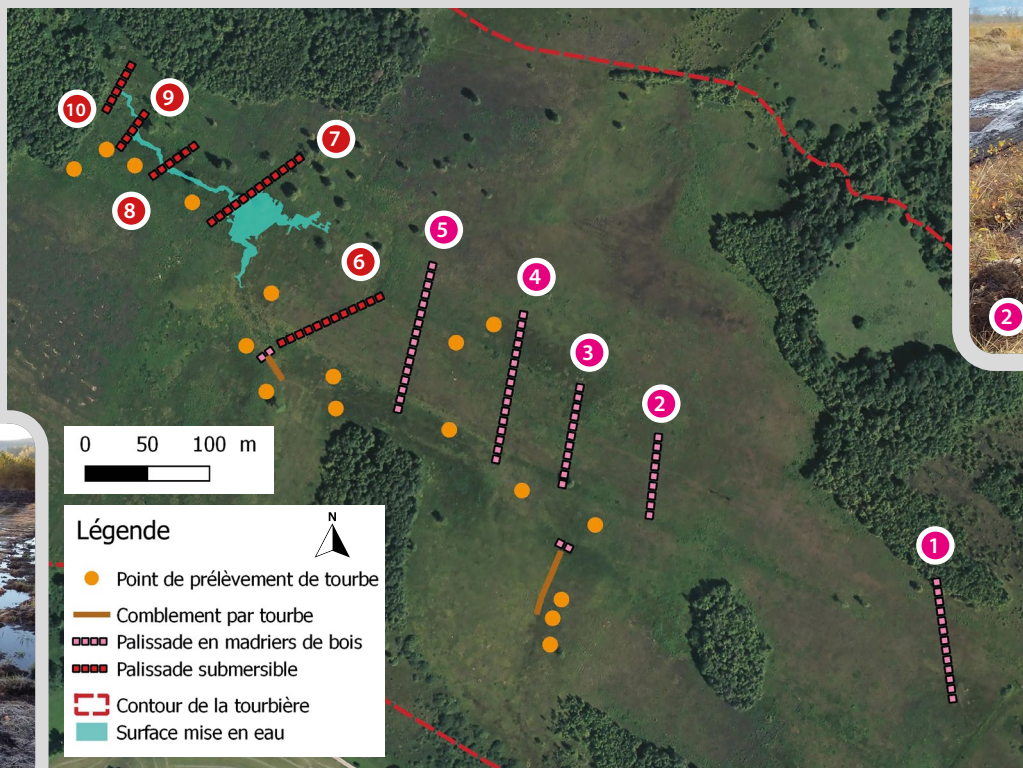 10
9
7
8
5
6
4
3
2
1
2
0 50 100 m
Légende
N
Point de prélèvement de tourbe
Comblement par tourbe
Palissade en madriers de bois
Palissade submersible
Contour de la tourbière
Surface mise en eau